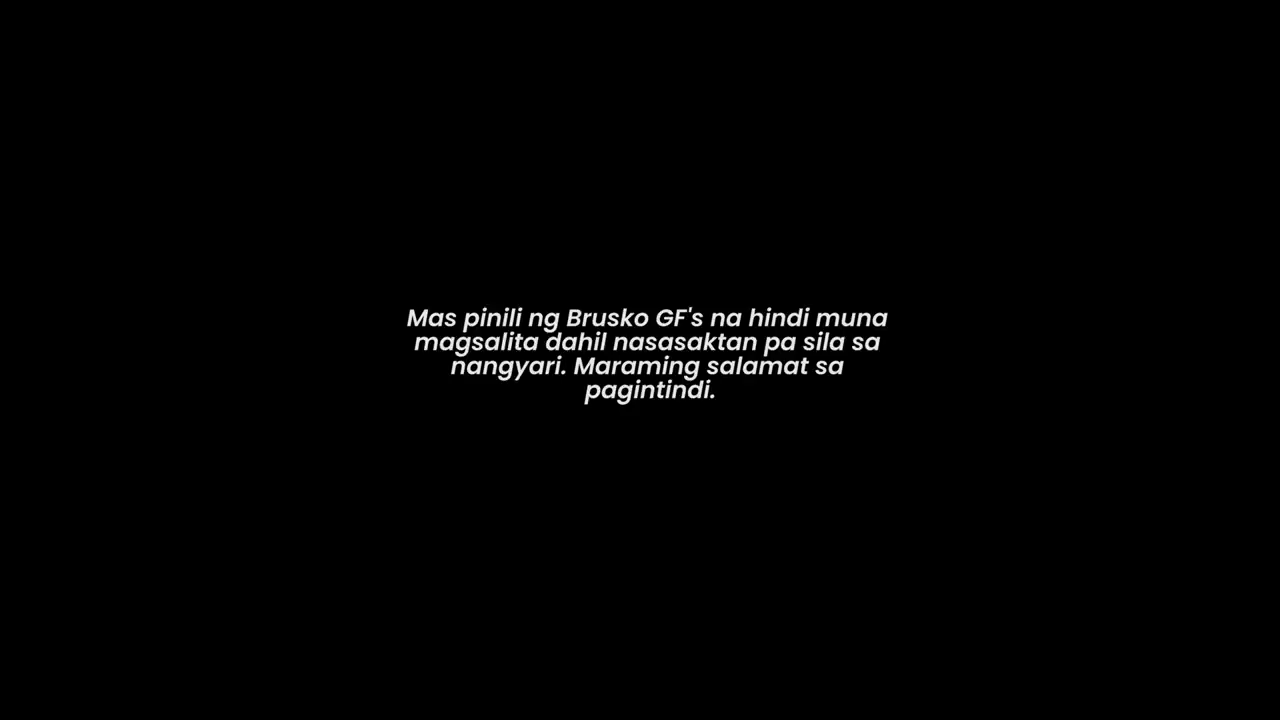 Mas pinili ng Brusko GF's na hindi muna
magsalita dahil nasasaktan pa sila sa
nangyari. Maraming salamat sa
pagintindi.